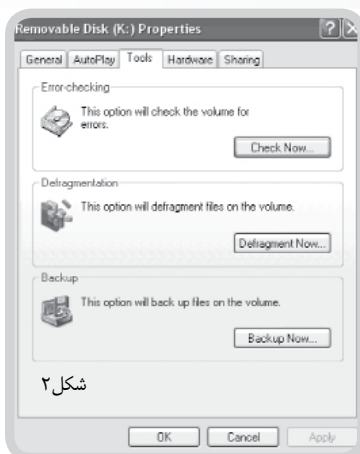 Removable Disk (K:) Properties
General AutoPlay Tools Hardware Sharing
Error-checking
This option will check the volume for
errors.
Check Now...
Defragmentation
This option will defragment files on the volume.
Defragment Now...
Backup
This option will back up files on the volume.
Backup Now...
شکل۲
OK Cancel Apply